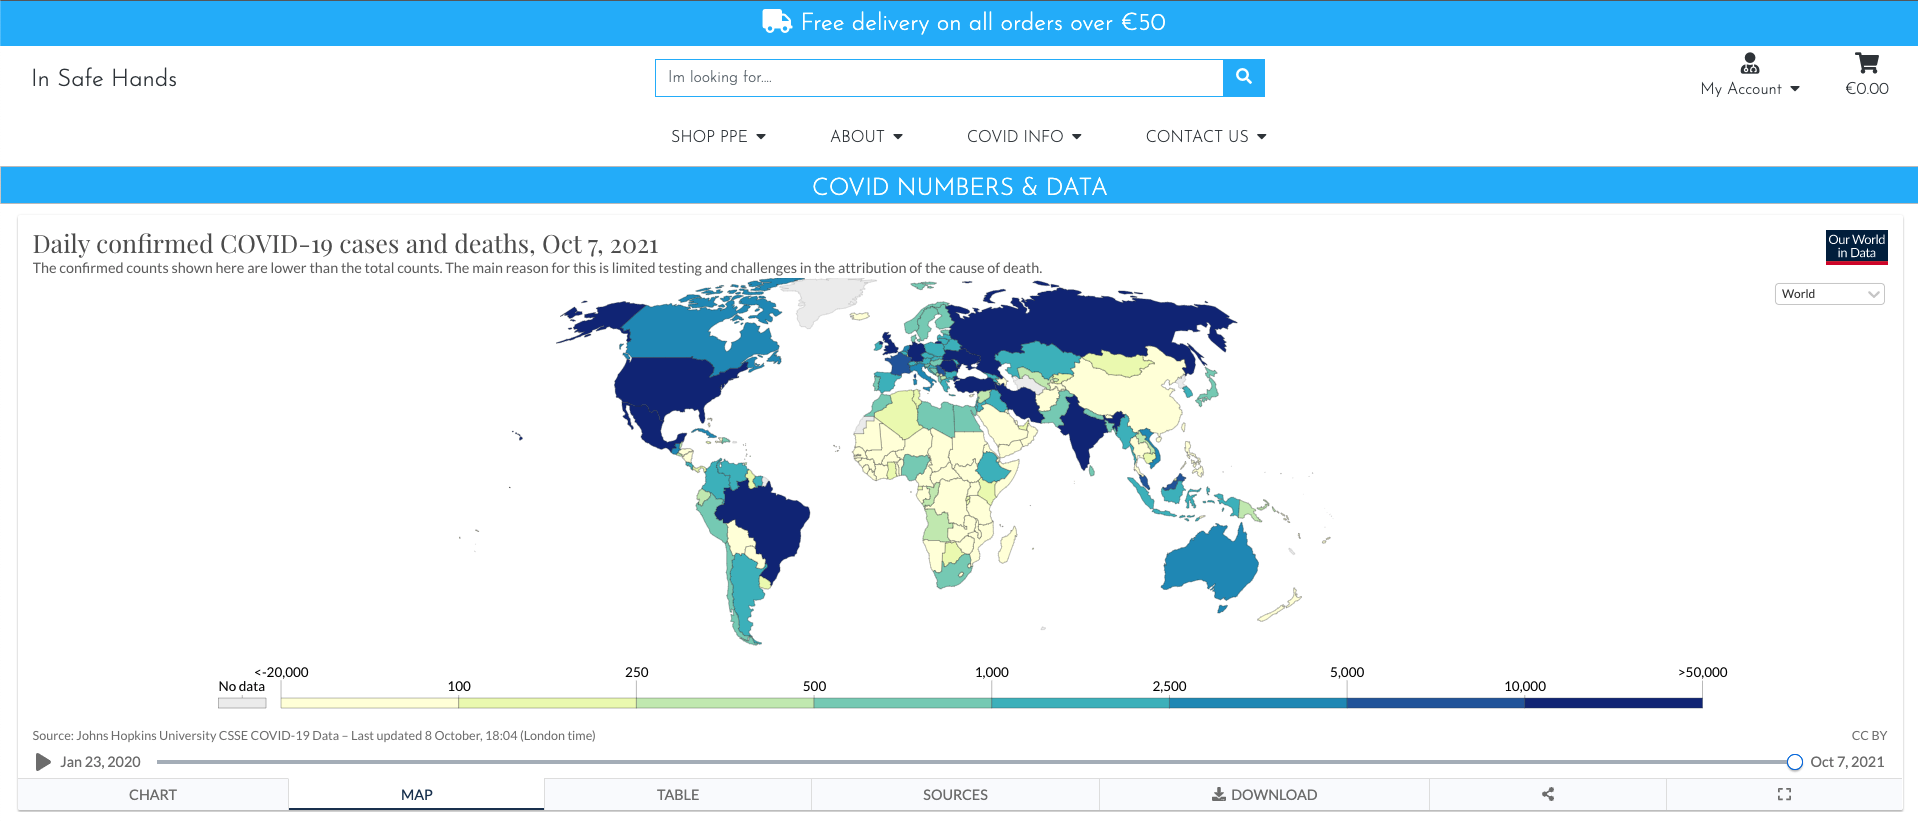 Free delivery on all orders over €50
In Safe Hands
Im looking for....
My Account
€0.00
SHOP PPE
ABOUT
COVID INFO
CONTACT US
COVID NUMBERS & DATA
Daily confirmed COVID-19 cases and deaths, Oct 7, 2021
The confirmed counts shown here are lower than the total counts. The main reason for this is limited testing and challenges in the attribution of the cause of death.
Our World
in Data
World
No data
<-20,000
100
250
500
1,000
2,500
5,000
10,000
>50,000
Source: Johns Hopkins University CSSE COVID-19 Data – Last updated 8 October, 18:04 (London time)
CC BY
Jan 23, 2020
Oct 7, 2021
CHART
MAP
TABLE
SOURCES
DOWNLOAD